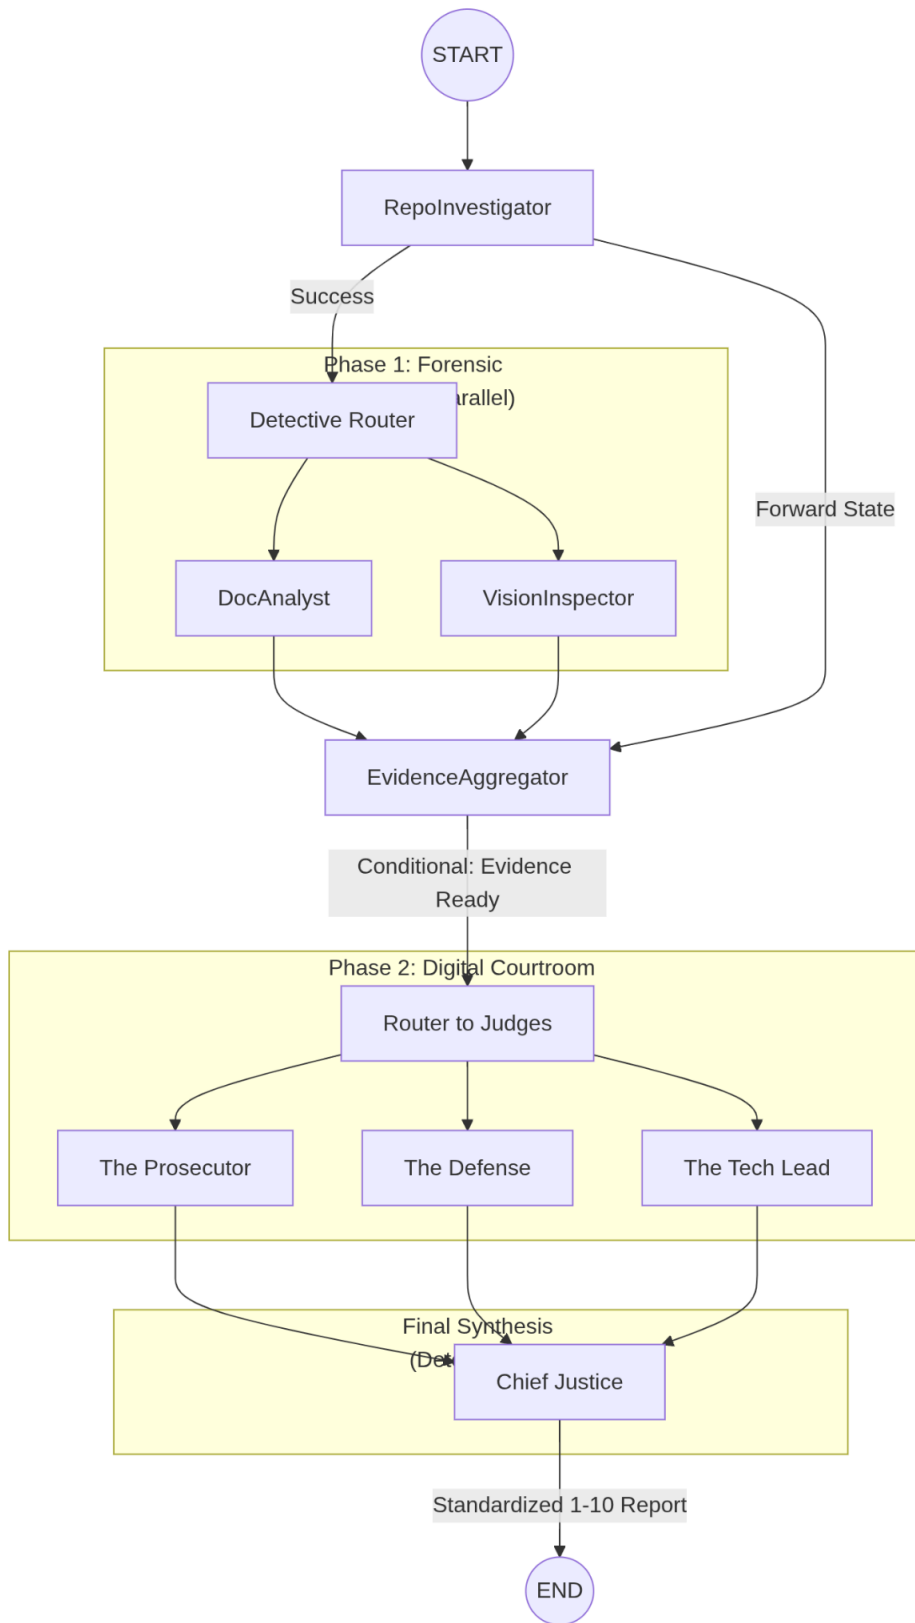 START
RepoInvestigator
Success
Phase 1: Forensic
arallel)
Detective Router
Forward State
DocAnalyst
VisionInspector
EvidenceAggregator
Conditional: Evidence
Ready
Phase 2: Digital Courtroom
Router to Judges
The Prosecutor
The Defense
The Tech Lead
Final Synthesis
(Det
Chief Justice
Standardized 1-10 Report
END